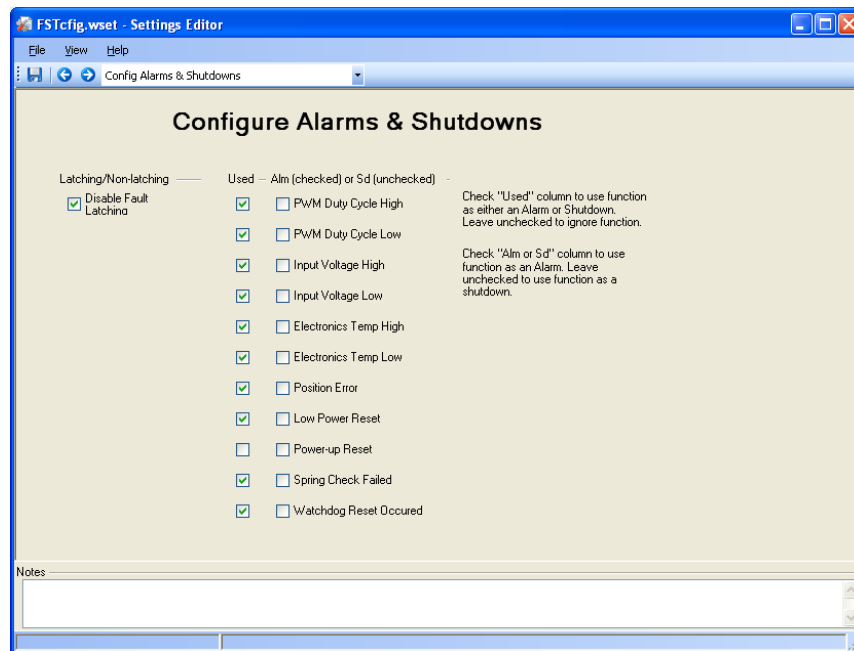 FSTcfig.wset - Settings Editor
File View Help
Config Alarms & Shutdowns
Configure Alarms & Shutdowns
Latching/Non-latching
Disable Fault
Latching
Used Alm (checked) or Sd (unchecked)
PWM Duty Cycle High
PWM Duty Cycle Low
Input Voltage High
Input Voltage Low
Electronics Temp High
Electronics Temp Low
Position Error
Low Power Reset
Power-up Reset
Spring Check Failed
Watchdog Reset Occured
Check "Used" column to use function
as either an Alarm or Shutdown.
Leave unchecked to ignore function.
Check "Alm or Sd" column to use
function as an Alarm. Leave
unchecked to use function as a
shutdown.
Notes